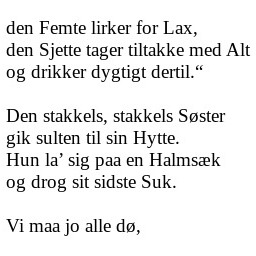 den Femte lirker for Lax,
den Sjette tager tiltakke med Alt
og drikker dygtigt dertil.“
Den stakkels, stakkels Søster
gik sulten til sin Hytte.
Hun la’ sig paa en Halmsæk
og drog sit sidste Suk.
Vi maa jo alle dø,